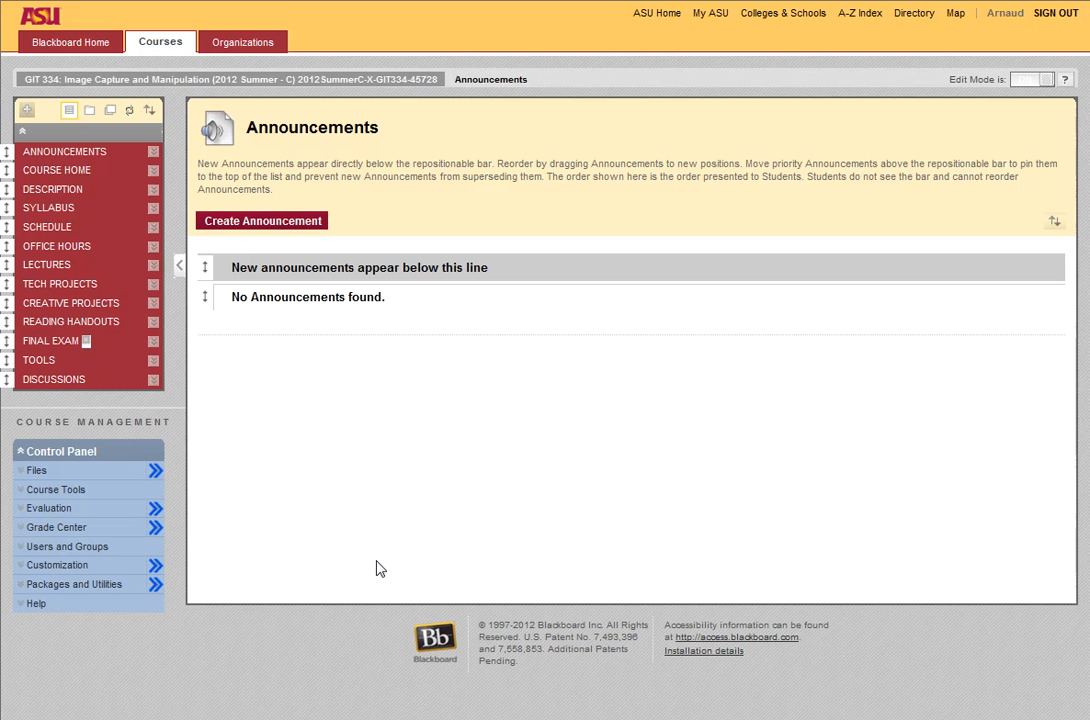 ASU
ASU Home My ASU Colleges & Schools A-Z Index Directory Map Arnaud SIGN OUT
Blackboard Home Courses Organizations
GIT 334: Image Capture and Manipulation (2012 Summer - C) 2012SummerC-X-GIT334-45728 Announcements Edit Mode is: ?
ANNOUNCEMENTS
COURSE HOME
DESCRIPTION
SYLLABUS
SCHEDULE
OFFICE HOURS
LECTURES
TECH PROJECTS
CREATIVE PROJECTS
READING HANDOUTS
FINAL EXAM
TOOLS
DISCUSSIONS
COURSE MANAGEMENT
Control Panel
Files
Course Tools
Evaluation
Grade Center
Users and Groups
Customization
Packages and Utilities
Help
Announcements
New Announcements appear directly below the repositionable bar. Reorder by dragging Announcements to new positions. Move priority Announcements above the repositionable bar to pin them
to the top of the list and prevent new Announcements from superseding them. The order shown here is the order presented to Students. Students do not see the bar and cannot reorder
Announcements.
Create Announcement
New announcements appear below this line
No Announcements found.
Bb
Blackboard
© 1997-2012 Blackboard Inc. All Rights
Reserved. U.S. Patent No. 7,493,396
and 7,558,853. Additional Patents
Pending.
Accessibility information can be found
at http://access.blackboard.com.
Installation details